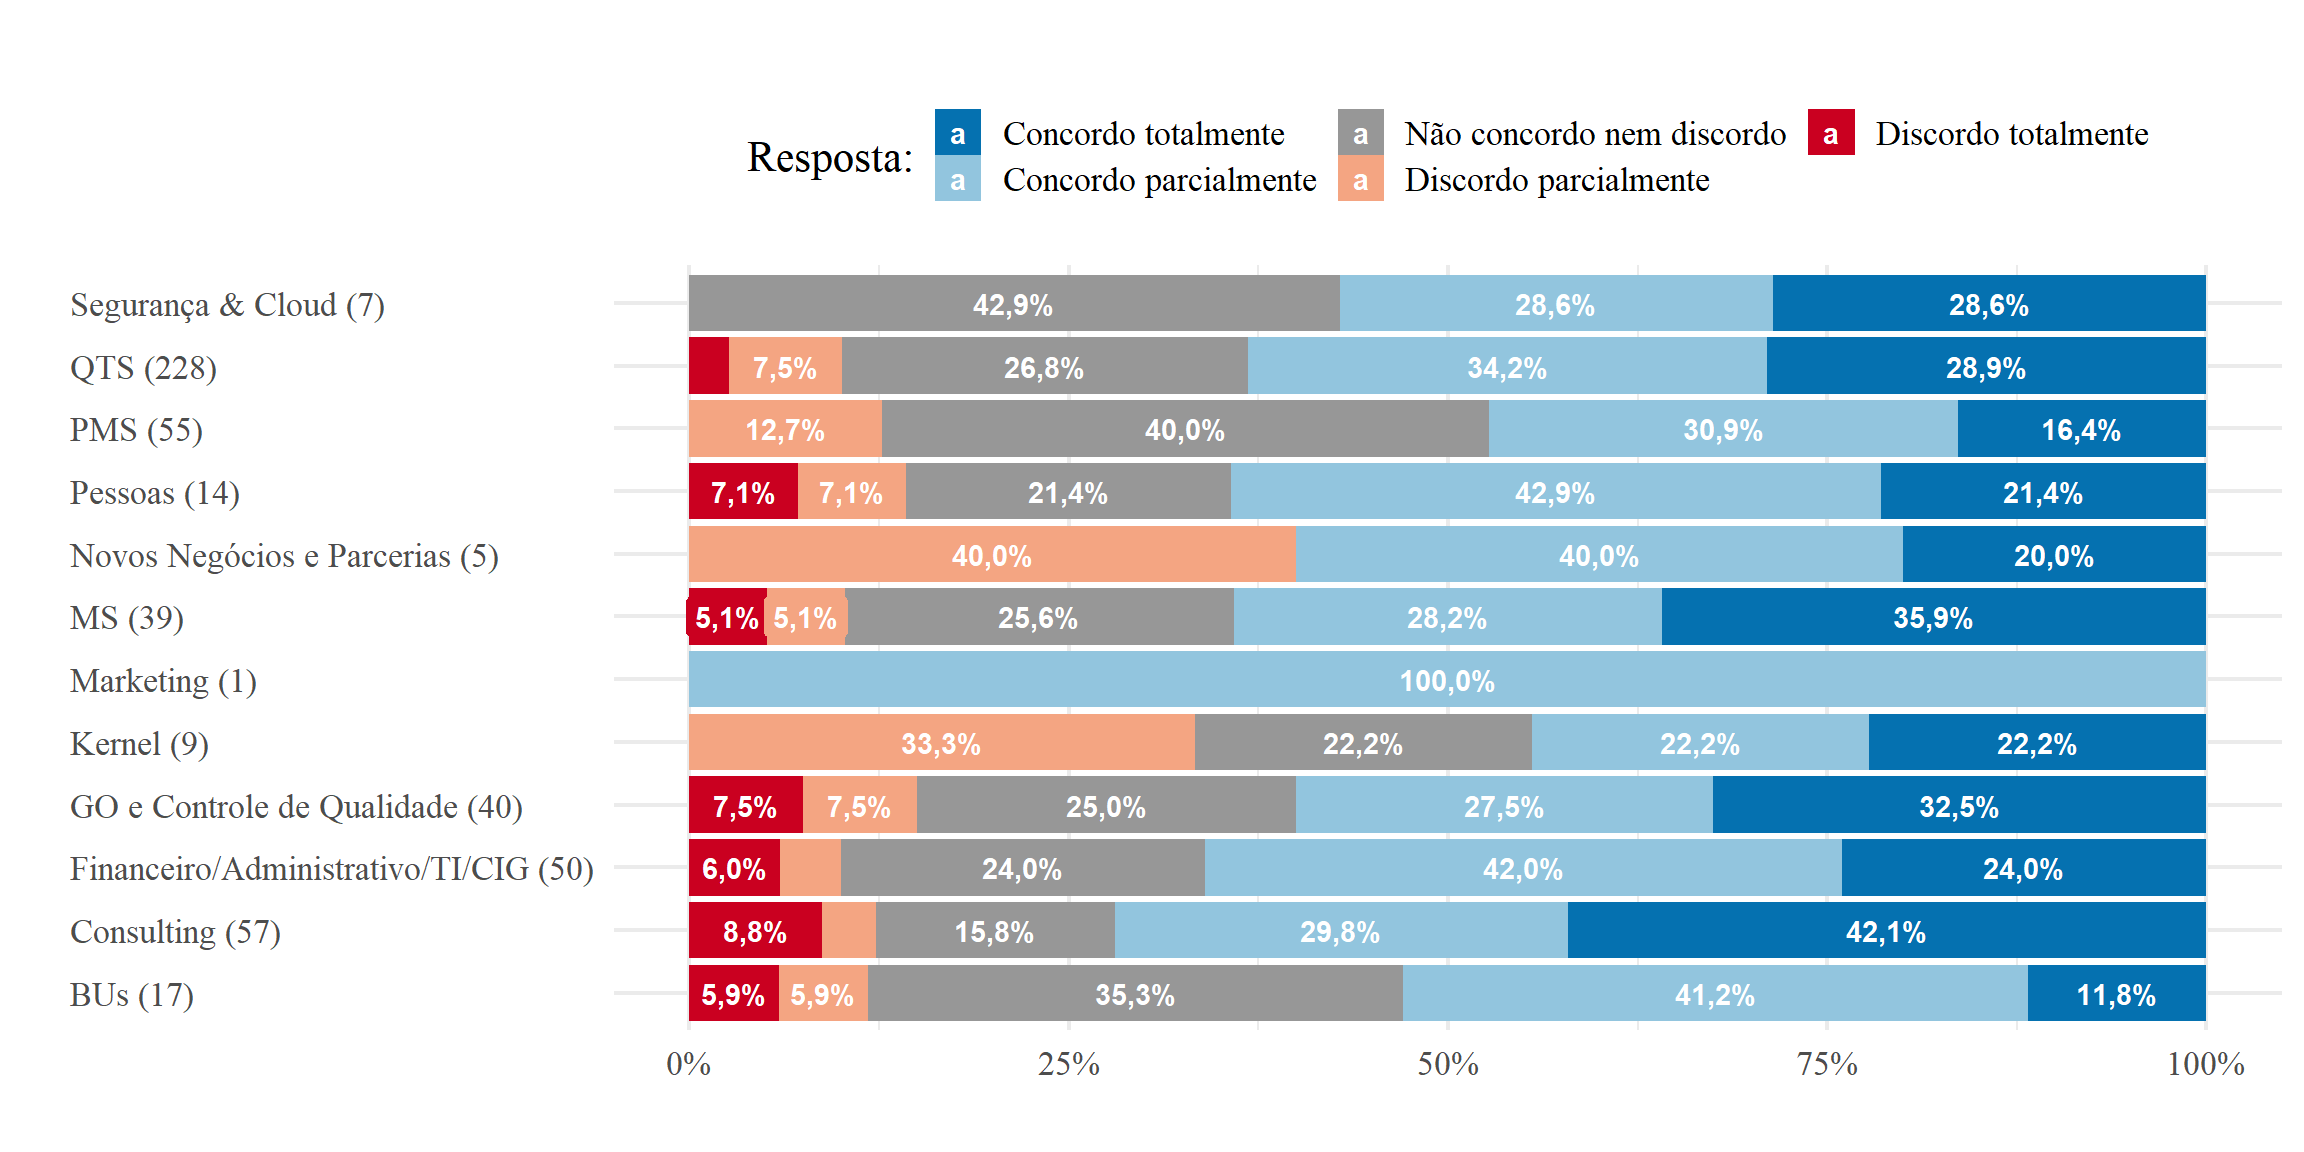 Resposta:
a Concordo totalmente a Não concordo nem discordo a Discordo totalmente
a Concordo parcialmente a Discordo parcialmente
Segurança & Cloud (7) 42,9% 28,6% 28,6%
QTS (228) 7,5% 26,8% 34,2% 28,9%
PMS (55) 12,7% 40,0% 30,9% 16,4%
Pessoas (14) 7,1% 7,1% 21,4% 42,9% 21,4%
Novos Negócios e Parcerias (5) 40,0% 40,0% 20,0%
MS (39) 5,1% 5,1% 25,6% 28,2% 35,9%
Marketing (1) 100,0%
Kernel (9) 33,3% 22,2% 22,2% 22,2%
GO e Controle de Qualidade (40) 7,5% 7,5% 25,0% 27,5% 32,5%
Financeiro/Administrativo/TI/CIG (50) 6,0% 24,0% 42,0% 24,0%
Consulting (57) 8,8% 15,8% 29,8% 42,1%
BUs (17) 5,9% 5,9% 35,3% 41,2% 11,8%
0% 25% 50% 75% 100%